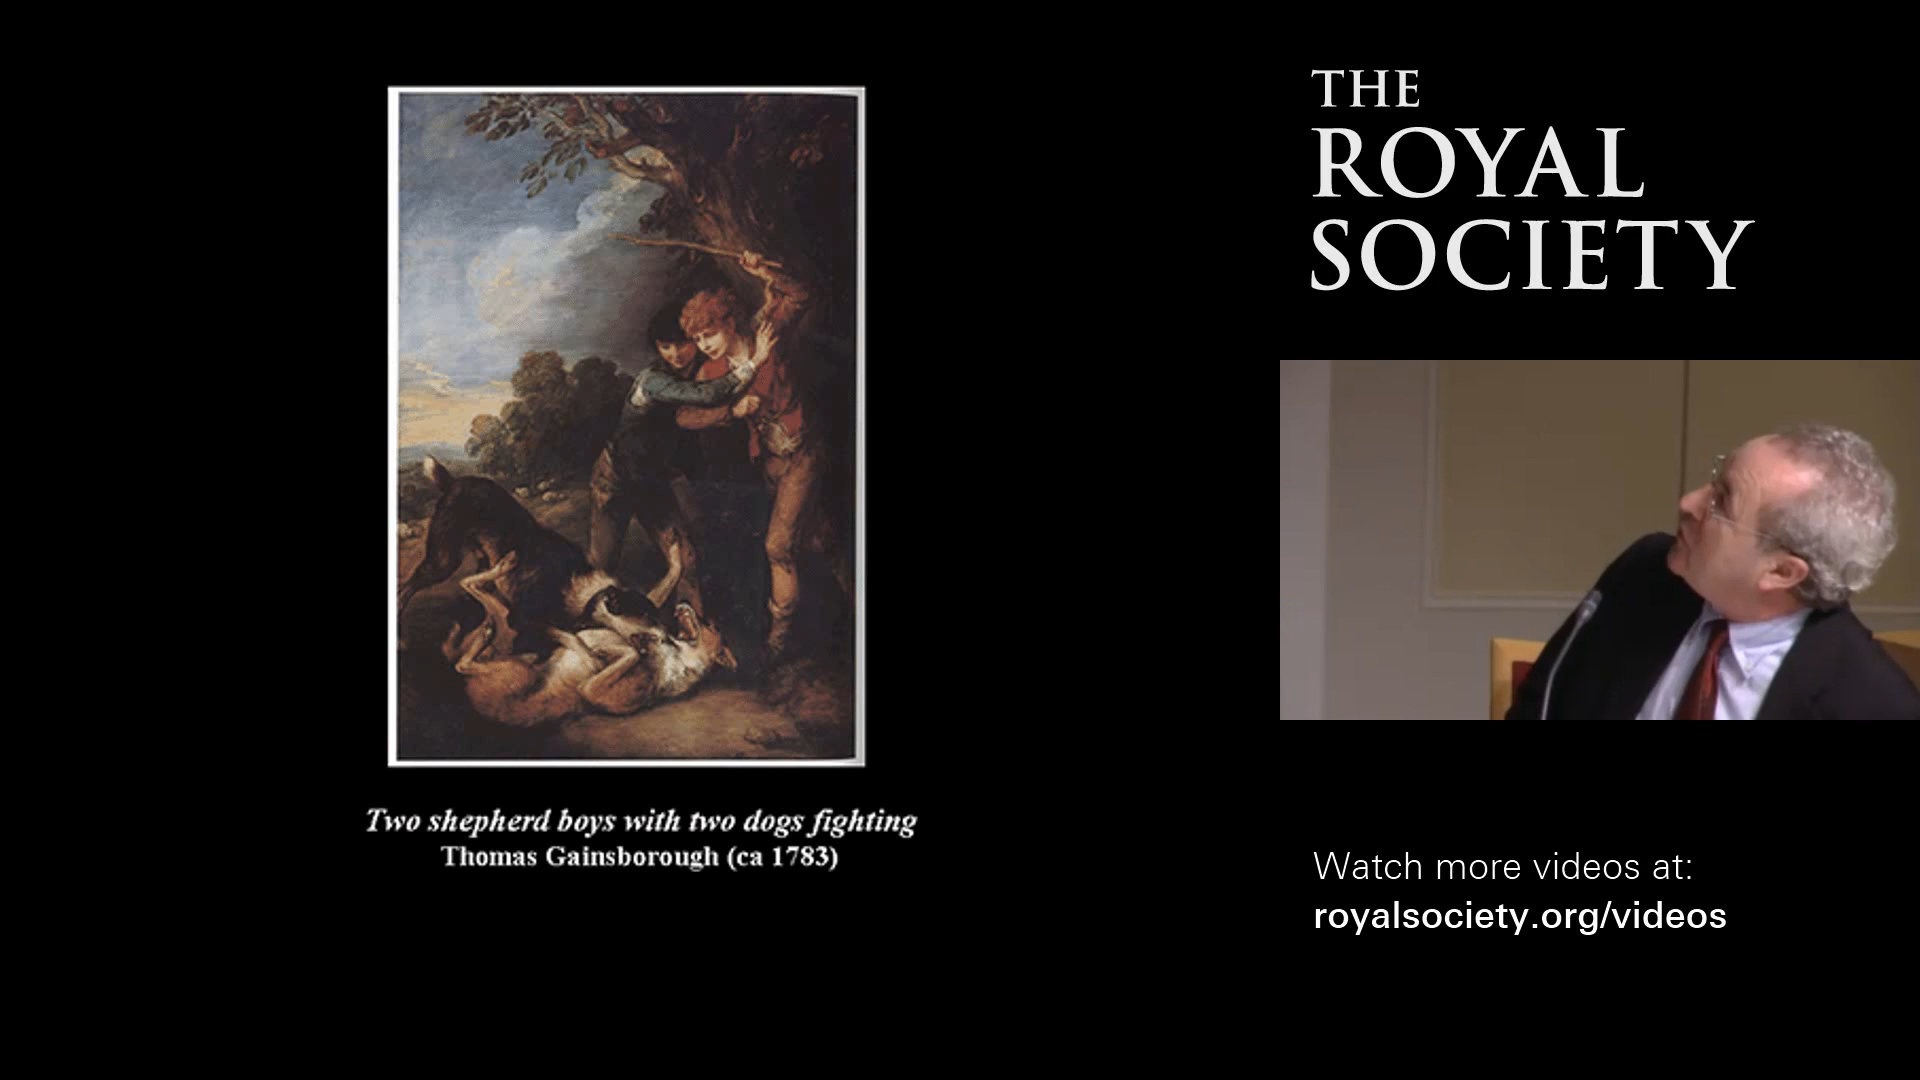 THE
ROYAL
SOCIETY
Two shepherd boys with two dogs fighting
Thomas Gainsborough (ca 1783)
Watch more videos at:
royalsociety.org/videos